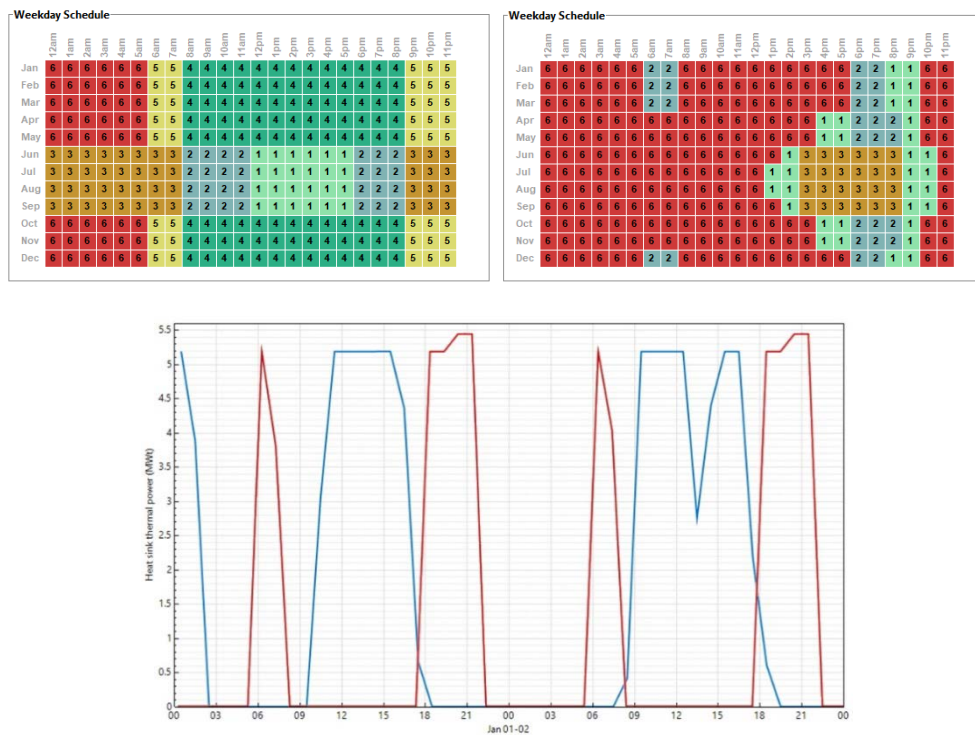 Weekday Schedule
12am 1am 2am 3am 4am 5am 6am 7am 8am 9am 10am 11am 12pm 1pm 2pm 3pm 4pm 5pm 6pm 7pm 8pm 9pm 10pm 11pm
Jan 6 6 6 6 6 6 5 5 4 4 4 4 4 4 4 4 4 4 4 4 4 5 5 5
Feb 6 6 6 6 6 6 5 5 4 4 4 4 4 4 4 4 4 4 4 4 4 5 5 5
Mar 6 6 6 6 6 6 5 5 4 4 4 4 4 4 4 4 4 4 4 4 4 5 5 5
Apr 6 6 6 6 6 6 5 5 4 4 4 4 4 4 4 4 4 4 4 4 4 5 5 5
May 6 6 6 6 6 6 5 5 4 4 4 4 4 4 4 4 4 4 4 4 4 5 5 5
Jun 3 3 3 3 3 3 3 3 2 2 2 2 1 1 1 1 1 1 2 2 2 3 3 3
Jul 3 3 3 3 3 3 3 3 2 2 2 2 1 1 1 1 1 1 2 2 2 3 3 3
Aug 3 3 3 3 3 3 3 3 2 2 2 2 1 1 1 1 1 1 2 2 2 3 3 3
Sep 3 3 3 3 3 3 3 3 2 2 2 2 1 1 1 1 1 1 2 2 2 3 3 3
Oct 6 6 6 6 6 6 5 5 4 4 4 4 4 4 4 4 4 4 4 4 4 5 5 5
Nov 6 6 6 6 6 6 5 5 4 4 4 4 4 4 4 4 4 4 4 4 4 5 5 5
Dec 6 6 6 6 6 6 5 5 4 4 4 4 4 4 4 4 4 4 4 4 4 5 5 5
Weekday Schedule
12am 1am 2am 3am 4am 5am 6am 7am 8am 9am 10am 11am 12pm 1pm 2pm 3pm 4pm 5pm 6pm 7pm 8pm 9pm 10pm 11pm
Jan 6 6 6 6 6 6 2 2 6 6 6 6 6 6 6 6 6 6 2 2 1 1 6 6
Feb 6 6 6 6 6 6 2 2 6 6 6 6 6 6 6 6 6 6 2 2 1 1 6 6
Mar 6 6 6 6 6 6 2 2 6 6 6 6 6 6 6 6 6 6 2 2 1 1 6 6
Apr 6 6 6 6 6 6 6 6 6 6 6 6 6 6 6 6 1 1 2 2 2 1 6 6
May 6 6 6 6 6 6 6 6 6 6 6 6 6 6 6 6 1 1 2 2 2 1 6 6
Jun 6 6 6 6 6 6 6 6 6 6 6 6 6 6 1 3 3 3 3 3 3 1 1 6
Jul 6 6 6 6 6 6 6 6 6 6 6 6 6 1 1 3 3 3 3 3 3 1 1 6
Aug 6 6 6 6 6 6 6 6 6 6 6 6 6 1 1 3 3 3 3 3 3 1 1 6
Sep 6 6 6 6 6 6 6 6 6 6 6 6 6 6 1 3 3 3 3 3 3 1 1 6
Oct 6 6 6 6 6 6 6 6 6 6 6 6 6 6 6 6 1 1 2 2 2 1 6 6
Nov 6 6 6 6 6 6 6 6 6 6 6 6 6 6 6 6 1 1 2 2 2 1 6 6
Dec 6 6 6 6 6 6 2 2 6 6 6 6 6 6 6 6 6 6 2 2 1 1 6 6
Heat sink thermal power (MWt)
5.5
5
4.5
4
3.5
3
2.5
2
1.5
1
0.5
0
00 03 06 09 12 15 18 21 00 03 06 09 12 15 18 21 00
Jan 01-02